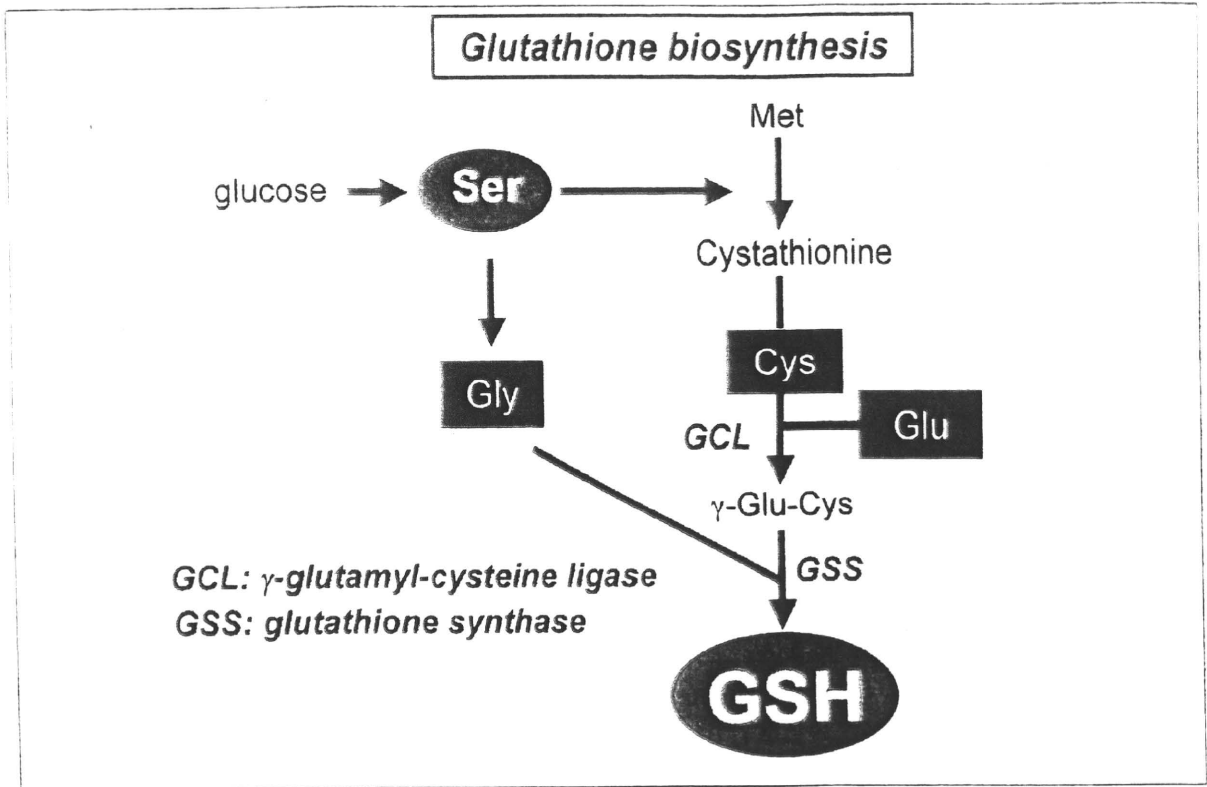 Glutathione biosynthesis
Met
glucose
Ser
Cystathionine
Cys
Gly
Glu
GCL
γ-Glu-Cys
GSS
GCL: γ-glutamyl-cysteine ligase
GSS: glutathione synthase
GSH